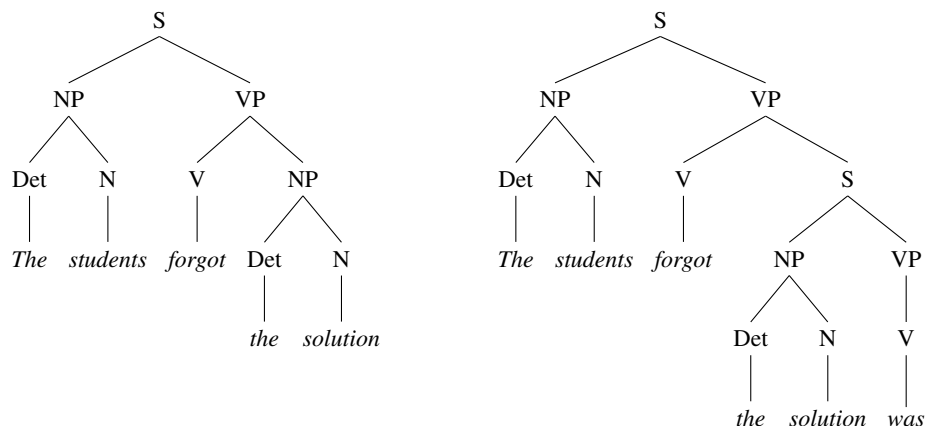 S S
NP VP NP VP
Det N V NP Det N V S
The students forgot Det N The students forgot NP VP
the solution Det N V
the solution was